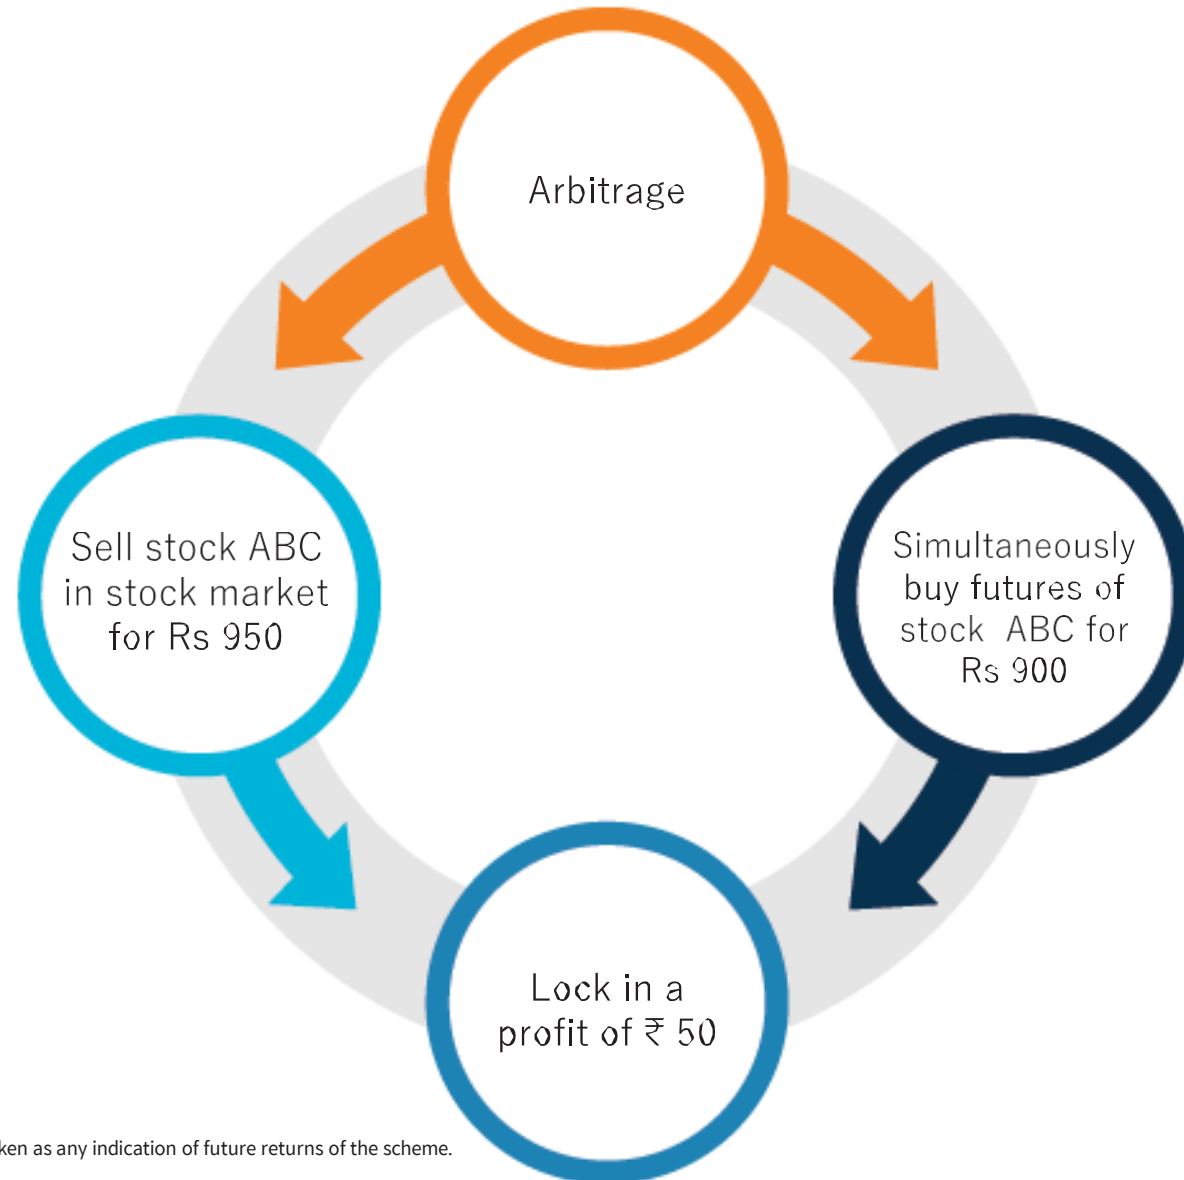 Arbitrage
Sell stock ABC
in stock market
for Rs 950
Simultaneously
buy futures of
stock ABC for
Rs 900
Lock in a
profit of ₹ 50
as any indication of future returns of the scheme.